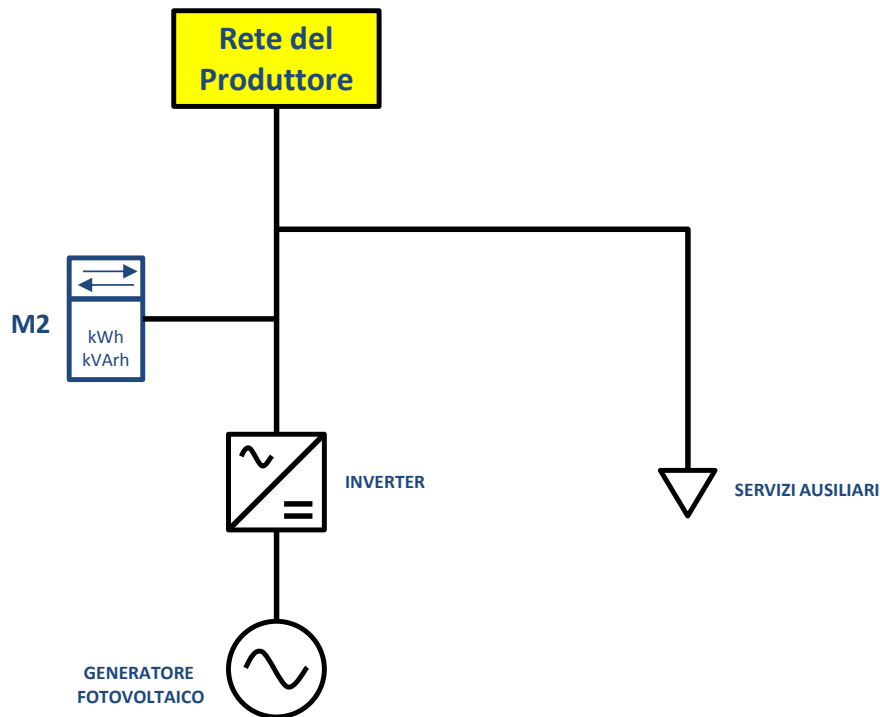 Rete del
Produttore
M2
kWh
kVArh
INVERTER
SERVIZI AUSILIARI
GENERATORE
FOTOVOLTAICO